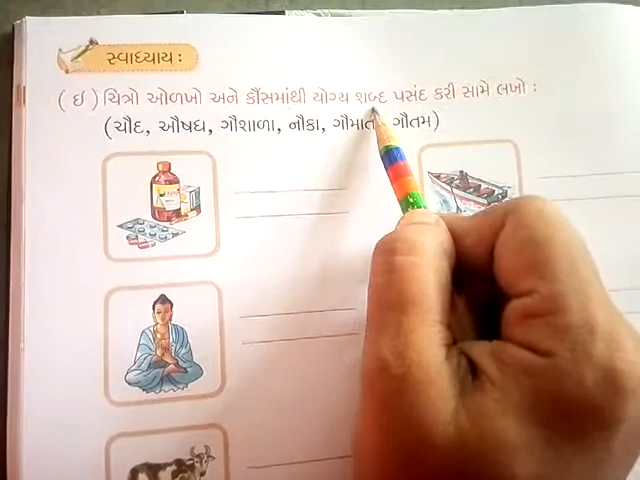 સ્વાધ્યાય:
( ઇ ) ચિત્રો ઓળખો અને કૌંસમાંથી યોગ્ય શબ્દ પસંદ કરી સામે લખો :
(ચૌદ, ઔષધ, ગૌશાળા, નૌકા, ગૌતમ)